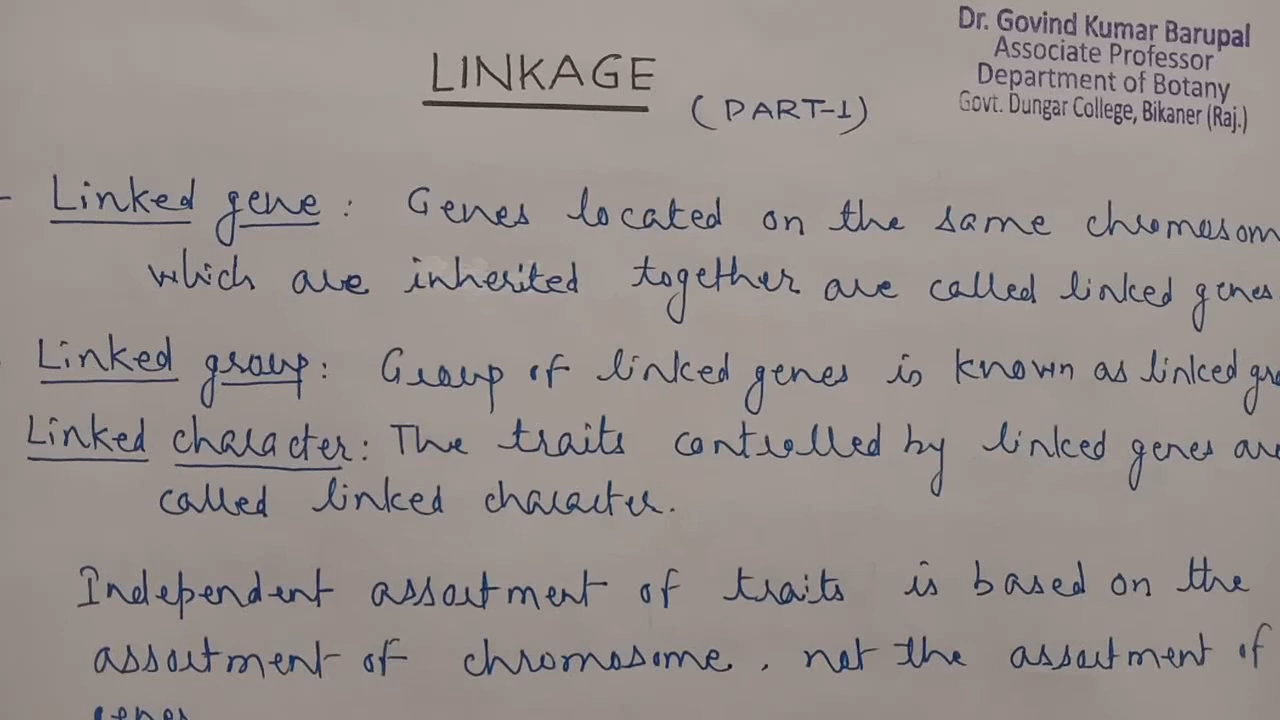 Dr. Govind Kumar Barupal
Associate Professor
Department of Botany
Govt. Dungar College, Bikaner (Raj.)
LINKAGE
(PART-1)
- Linked gene : Genes located on the same chromosom
which are inherited together are called linked genes
Linked group : Group of linked genes is known as linked gro
Linked character : The traits controlled by linked genes are
called linked character.
Independent assortment of traits is based on the
assortment of chromosome, not the assortment of
genes